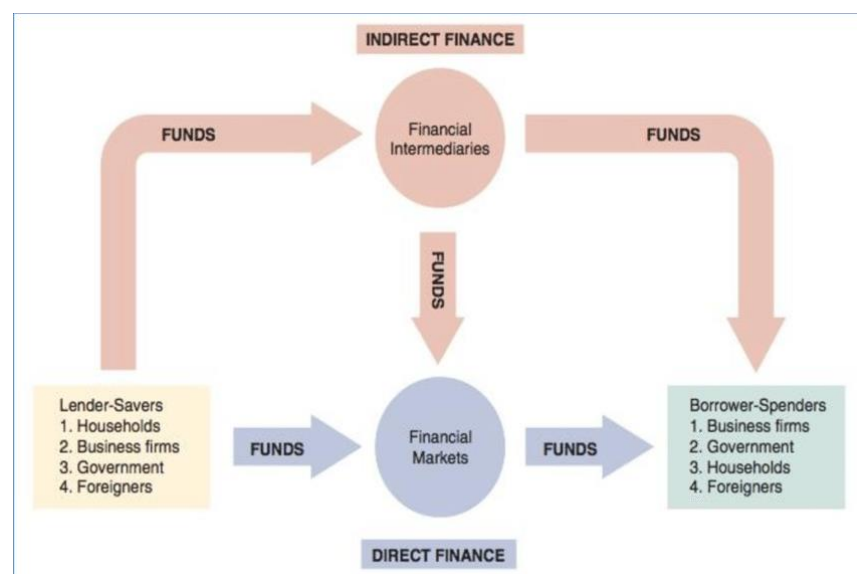 INDIRECT FINANCE
FUNDS
Financial
Intermediaries
FUNDS
FUNDS
Lender-Savers
1. Households
2. Business firms
3. Government
4. Foreigners
FUNDS
Financial
Markets
FUNDS
Borrower-Spenders
1. Business firms
2. Government
3. Households
4. Foreigners
DIRECT FINANCE